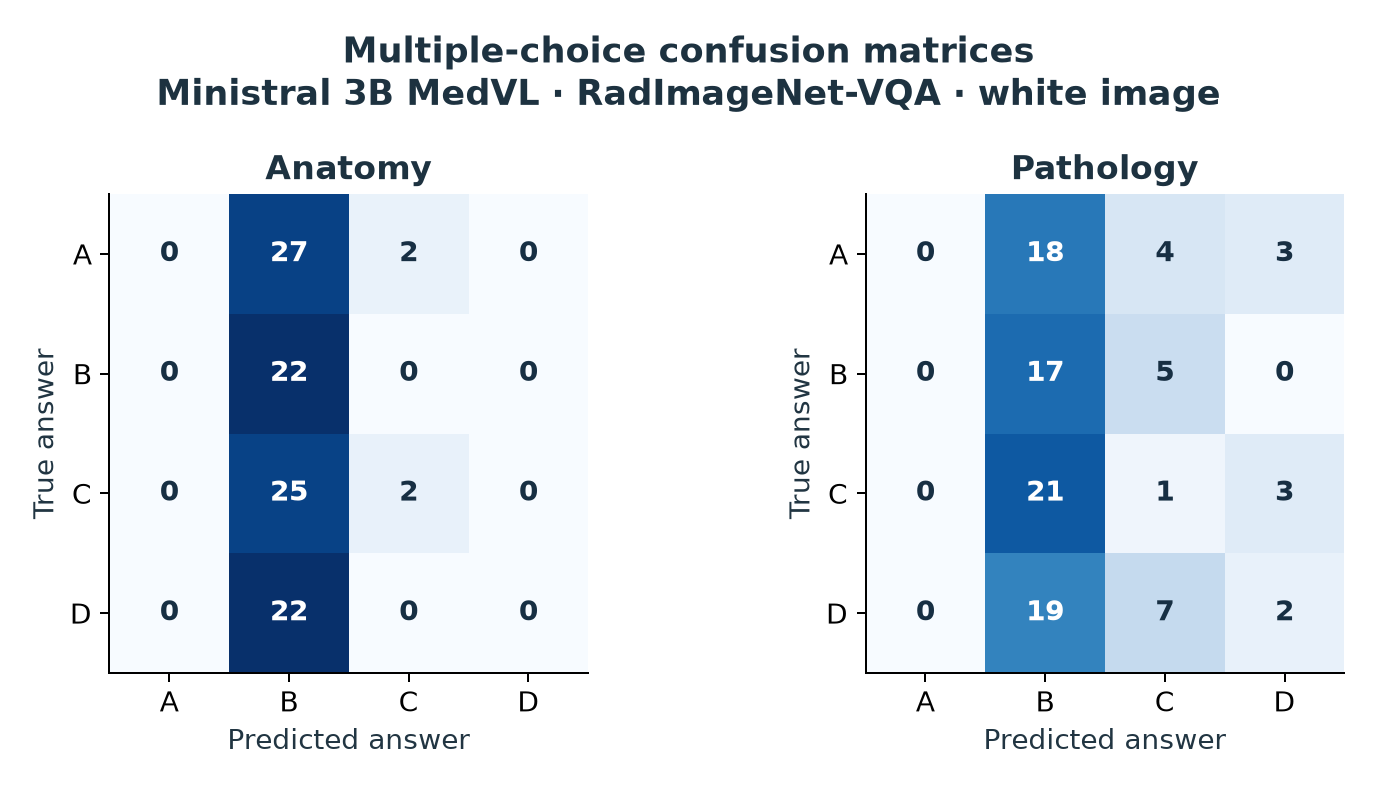 Multiple-choice confusion matrices
Ministral 3B MedVL · RadImageNet-VQA · white image
Anatomy
True answer
A 0 27 2 0
B 0 22 0 0
C 0 25 2 0
D 0 22 0 0
A B C D
Predicted answer
Pathology
True answer
A 0 18 4 3
B 0 17 5 0
C 0 21 1 3
D 0 19 7 2
A B C D
Predicted answer